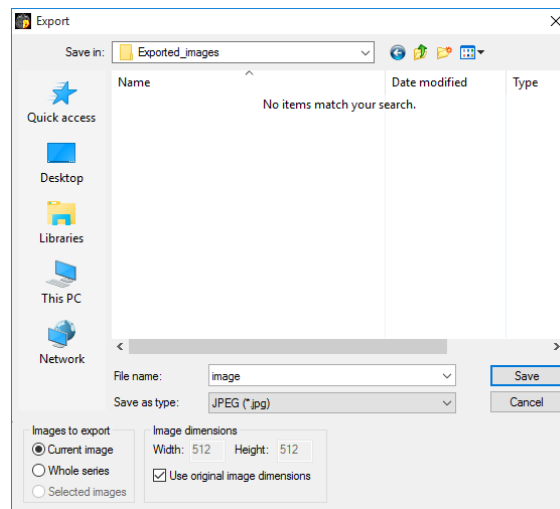 Export
Save in: Exported_images
Name Date modified Type
No items match your search.
Quick access
Desktop
Libraries
This PC
Network
File name: image Save
Save as type: JPEG (*.jpg) Cancel
Images to export Image dimensions
Current image Width: 512 Height: 512
Whole series Use original image dimensions
Selected images